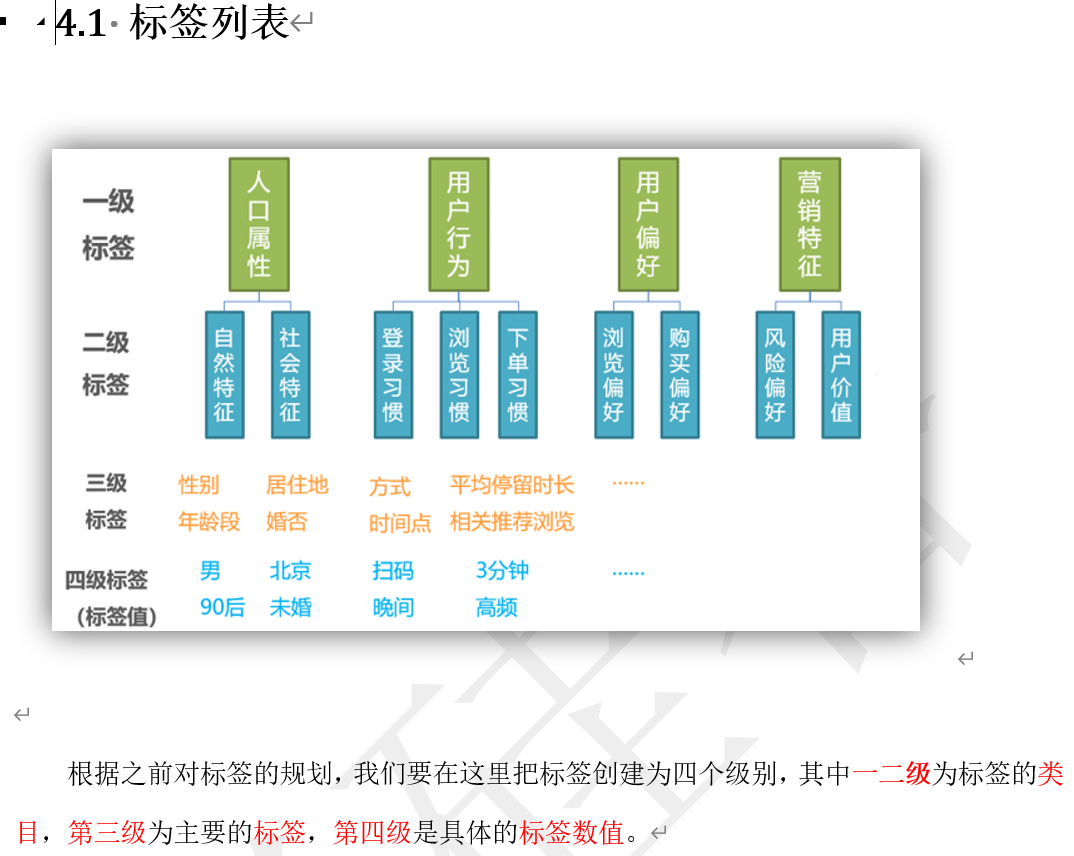 4.1 标签列表
一级
标签
人口属性
用户行为
用户偏好
营销特征
二级
标签
自然特征
社会特征
登录习惯
浏览习惯
下单习惯
浏览偏好
购买偏好
风险偏好
用户价值
三级
标签
性别 居住地 方式 平均停留时长 ……
年龄段 婚否 时间点 相关推荐浏览
四级标签
（标签值）
男 北京 扫码 3分钟 ……
90后 未婚 晚间 高频
根据之前对标签的规划，我们要在这里把标签创建为四个级别，其中一二级为标签的类
目，第三级为主要的标签，第四级是具体的标签数值。